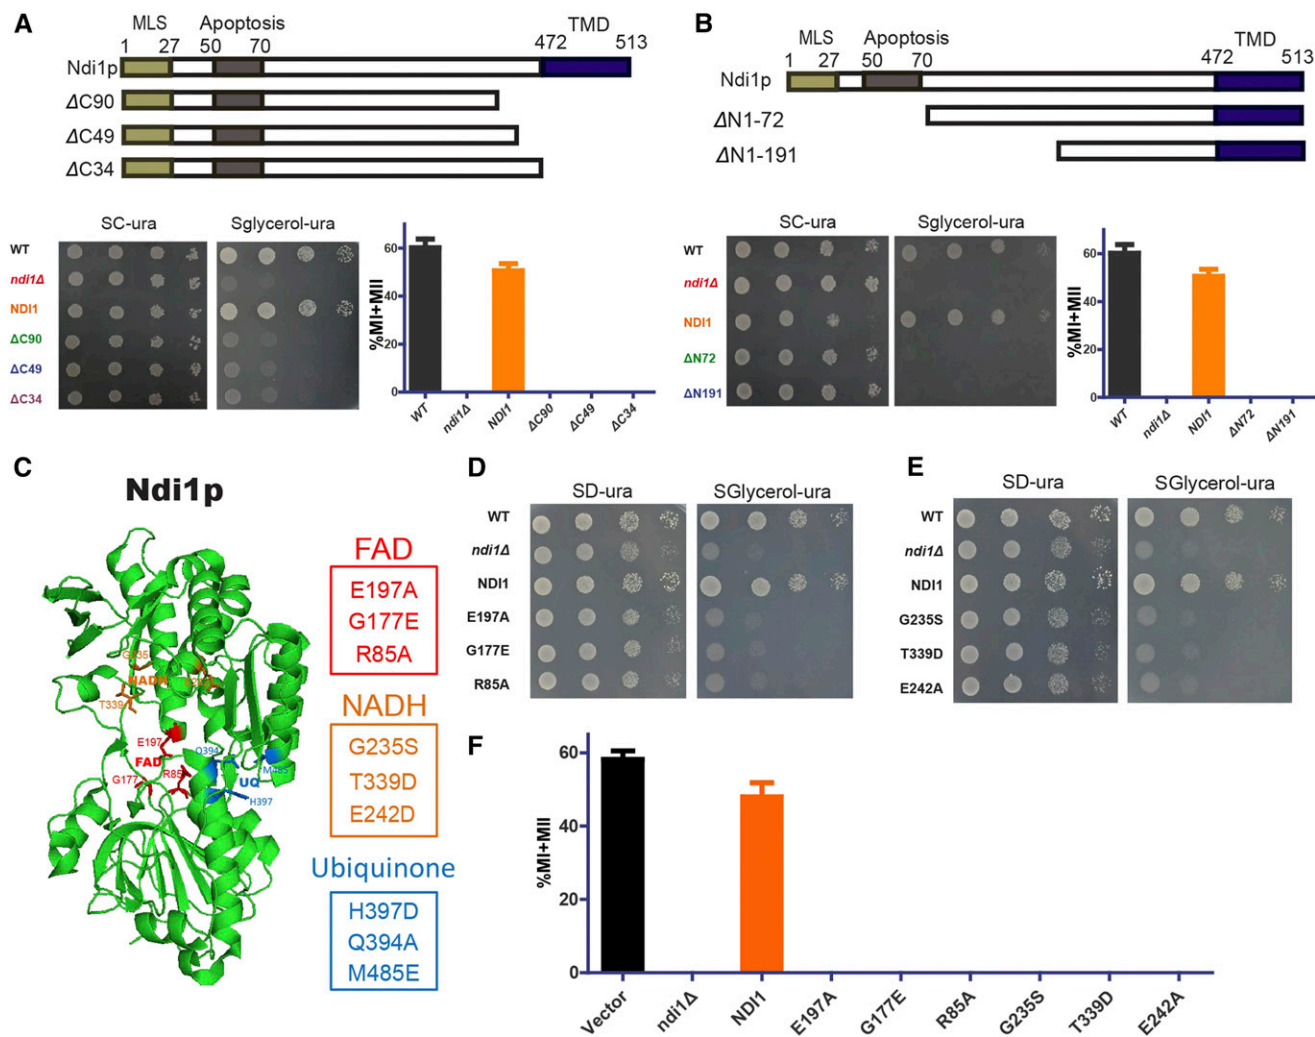 A
MLS Apoptosis TMD
1 27 50 70 472 513
Ndi1p
ΔC90
ΔC49
ΔC34
SC-ura Sglycerol-ura
WT
ndi1Δ
NDI1
ΔC90
ΔC49
ΔC34
%MI+MII
60
40
20
0
WT ndi1Δ NDI1 ΔC90 ΔC49 ΔC34
B
MLS Apoptosis TMD
1 27 50 70 472 513
Ndi1p
ΔN1-72
ΔN1-191
SC-ura Sglycerol-ura
WT
ndi1Δ
NDI1
ΔN72
ΔN191
%MI+MII
60
40
20
0
WT ndi1Δ NDI1 ΔN72 ΔN191
C
Ndi1p
NADH
T339
E197
FAD
G177
R85
Q394
M485
UQ
H397
FAD
E197A
G177E
R85A
NADH
G235S
T339D
E242D
Ubiquinone
H397D
Q394A
M485E
D
SD-ura SGlycerol-ura
WT
ndi1Δ
NDI1
E197A
G177E
R85A
E
SD-ura SGlycerol-ura
WT
ndi1Δ
NDI1
G235S
T339D
E242A
F
%MI+MII
60
40
20
0
Vector ndi1Δ NDI1 E197A G177E R85A G235S T339D E242A